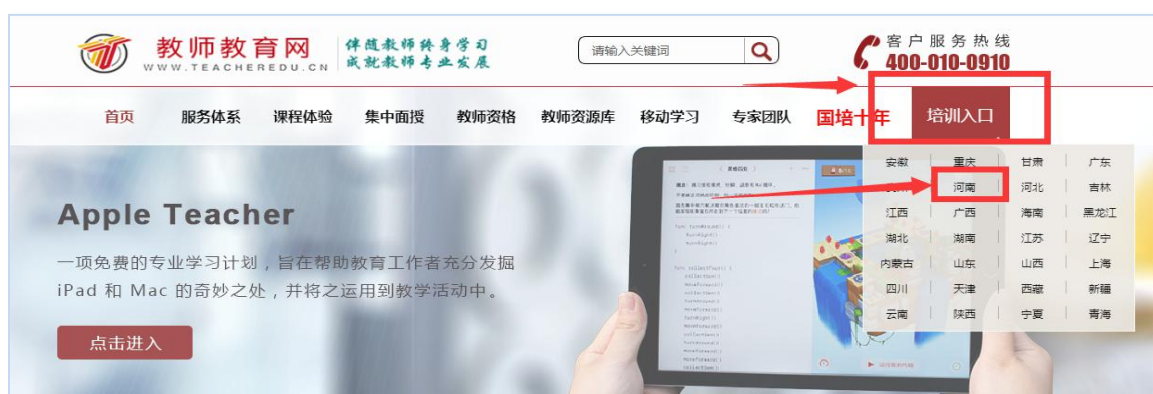 教师教育网
WWW.TEACHEREDU.CN
伴随教师终身学习
成就教师专业发展
请输入关键词
客户服务热线
400-010-0910
首页 服务体系 课程体验 集中面授 教师资格 教师资源库 移动学习 专家团队 国培十年 培训入口
安徽 重庆 甘肃 广东
河南 河北 吉林
江西 广西 海南 黑龙江
湖北 湖南 江苏 辽宁
内蒙古 山东 山西 上海
四川 天津 西藏 新疆
云南 陕西 宁夏 青海
Apple Teacher
一项免费的专业学习计划，旨在帮助教育工作者充分发掘
iPad 和 Mac 的奇妙之处，并将之运用到教学活动中。
点击进入